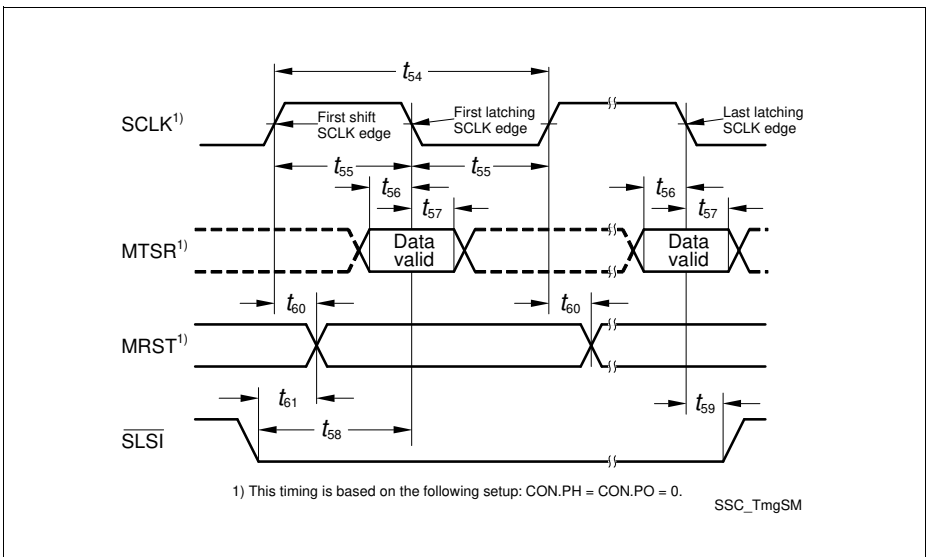 t54
SCLK1)
First shift
SCLK edge
First latching
SCLK edge
Last latching
SCLK edge
t55
t55
t56
t57
t56
t57
MTSR1)
Data
valid
Data
valid
t60
t60
MRST1)
t61
t59
t58
SLSI
1) This timing is based on the following setup: CON.PH = CON.PO = 0.
SSC_TmgSM